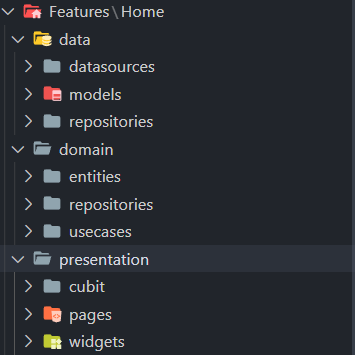 Features\Home
data
datasources
models
repositories
domain
entities
repositories
usecases
presentation
cubit
pages
widgets